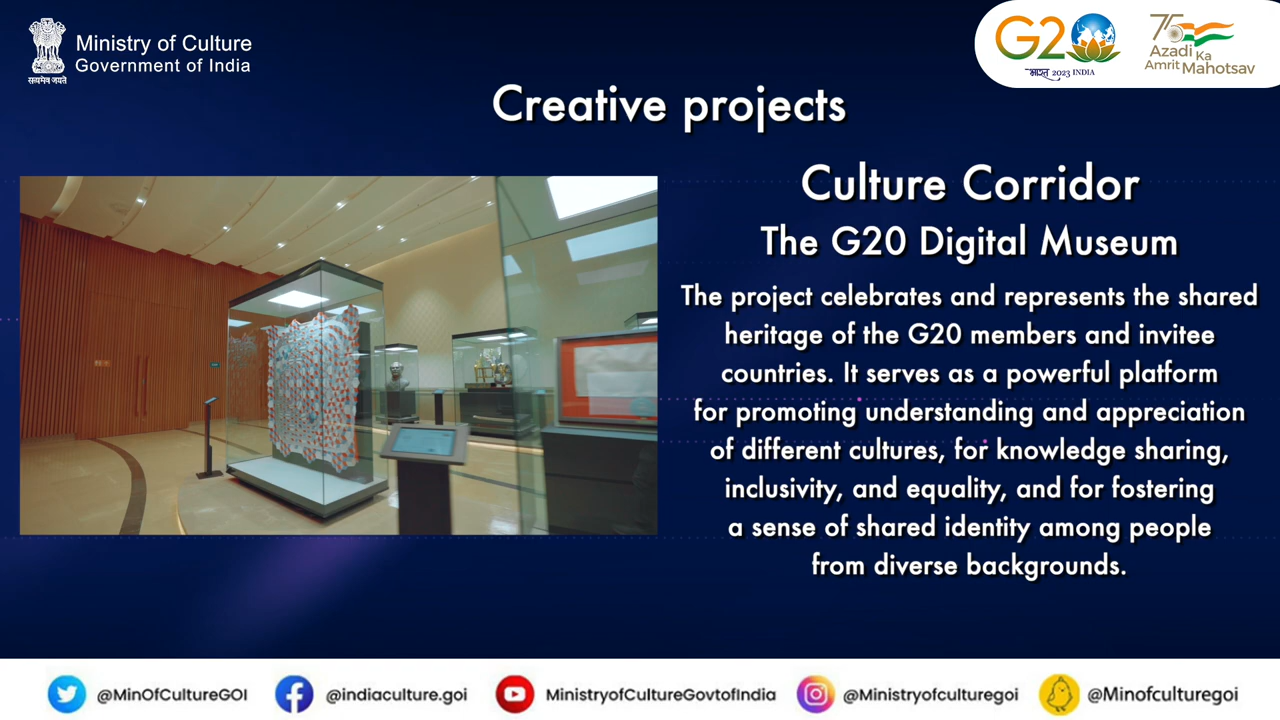 सत्यमेव जयते
Ministry of Culture
Government of India
G20
भारत 2023 INDIA
75
Azadi
Ka
Amrit Mahotsav
Creative projects
Culture Corridor
The G20 Digital Museum
The project celebrates and represents the shared
heritage of the G20 members and invitee
countries. It serves as a powerful platform
for promoting understanding and appreciation
of different cultures, for knowledge sharing,
inclusivity, and equality, and for fostering
a sense of shared identity among people
from diverse backgrounds.
@MinOfCultureGOI
@indiaculture.goi
MinistryofCultureGovtofIndia
@Ministryofculturegoi
@Minofculturegoi